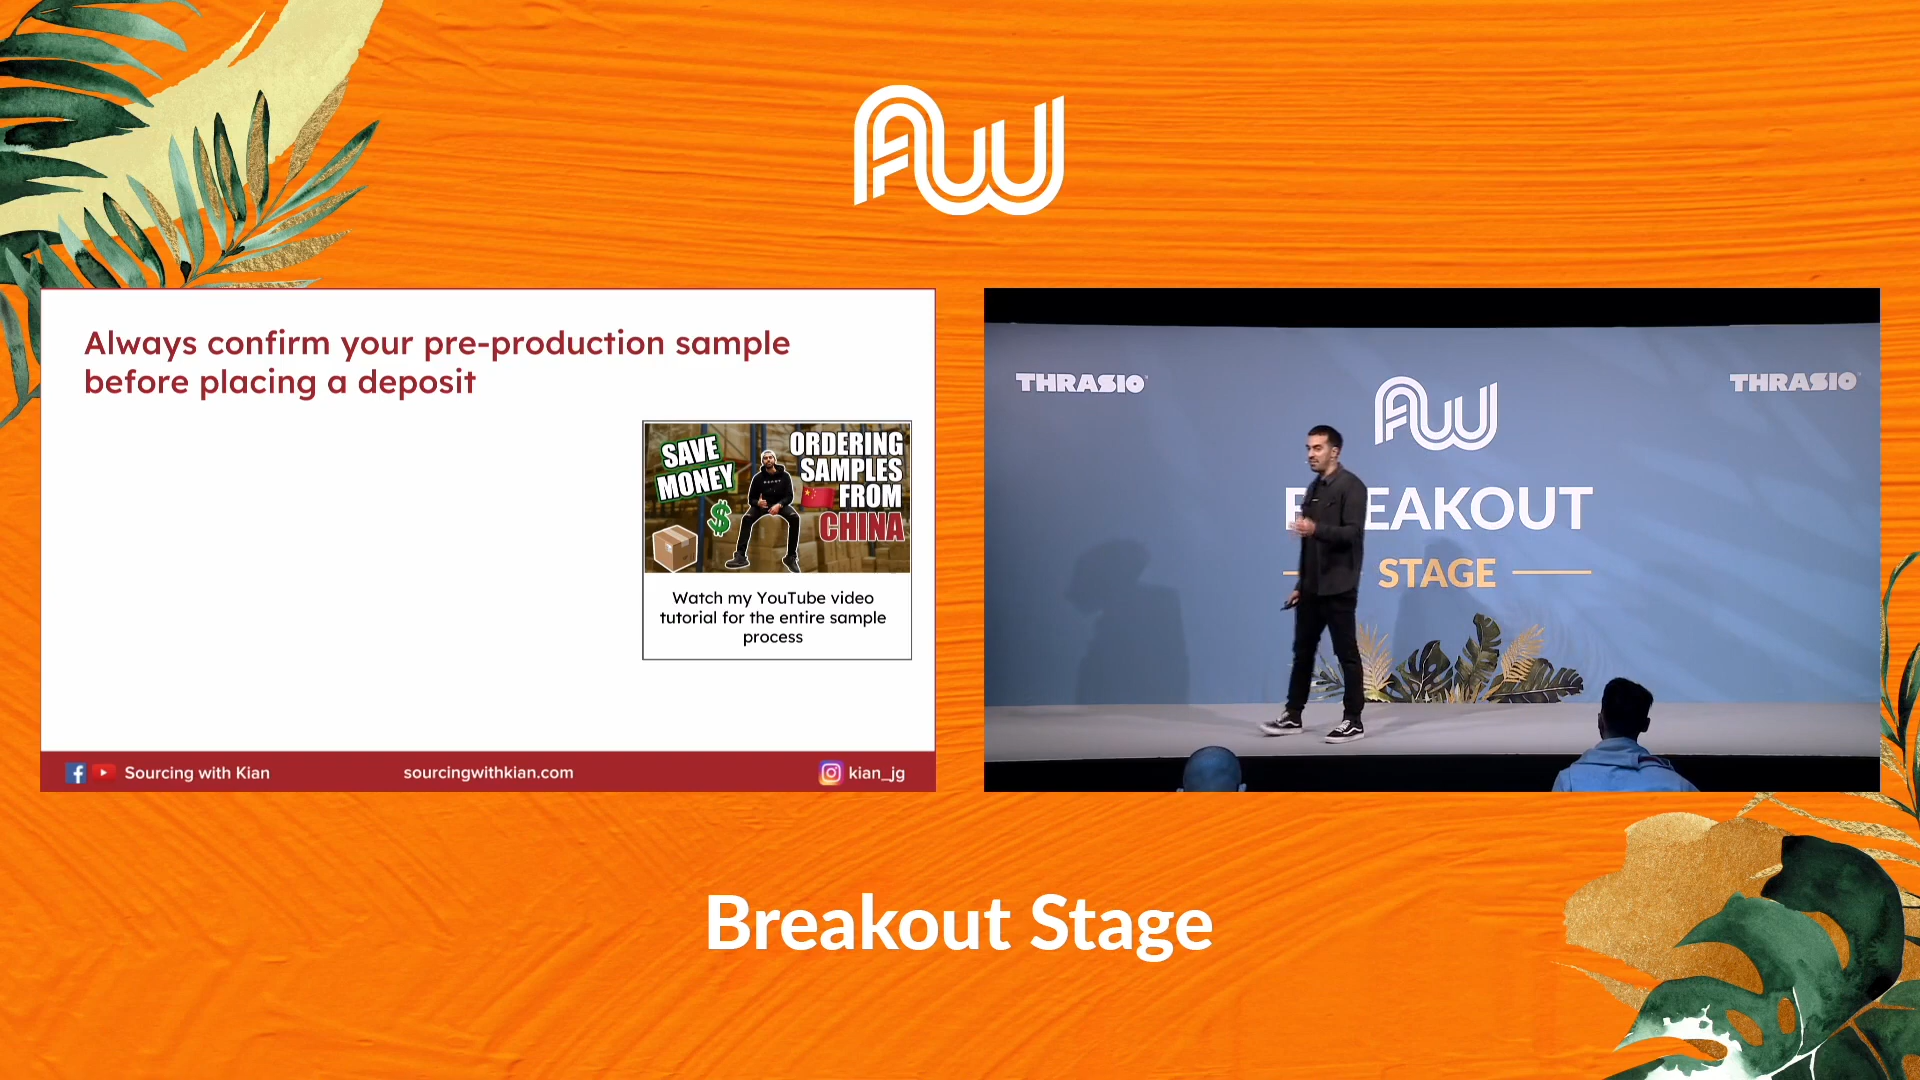 AW
Always confirm your pre-production sample
before placing a deposit
SAVE
MONEY
$
ORDERING
SAMPLES
FROM
CHINA
Watch my YouTube video
tutorial for the entire sample
process
Sourcing with Kian
sourcingwithkian.com
kian_jg
THRASIO
THRASIO
AW
BREAKOUT
STAGE
Breakout Stage